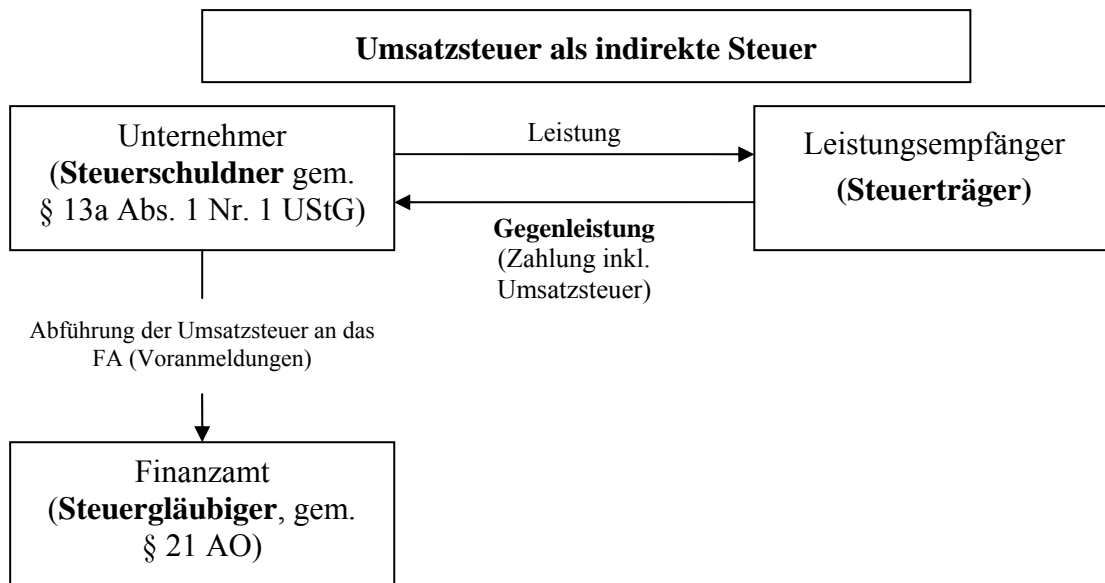 Umsatzsteuer als indirekte Steuer
Unternehmer
(Steuerschuldner gem.
§ 13a Abs. 1 Nr. 1 UStG)
Leistung
Leistungsempfänger
(Steuerträger)
Gegenleistung
(Zahlung inkl.
Umsatzsteuer)
Abführung der Umsatzsteuer an das
FA (Voranmeldungen)
Finanzamt
(Steuergläubiger, gem.
§ 21 AO)